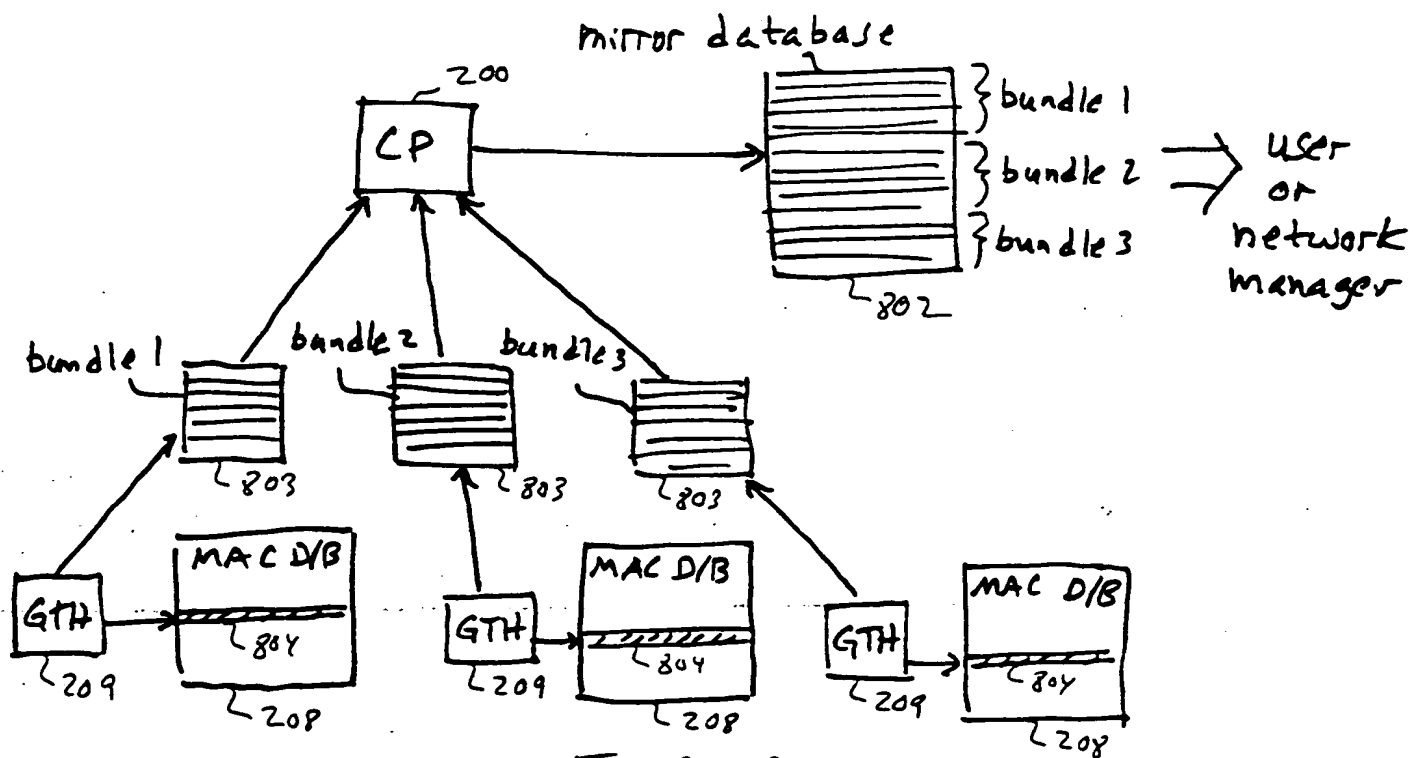 mirror database
200
CP
bundle 1
bundle 2
bundle 3
user
or
network
manager
802
bundle 1
bundle 2
bundle 3
803
803
803
GTH
MAC D/B
804
209
208
GTH
MAC D/B
804
209
208
GTH
MAC D/B
804
209
208